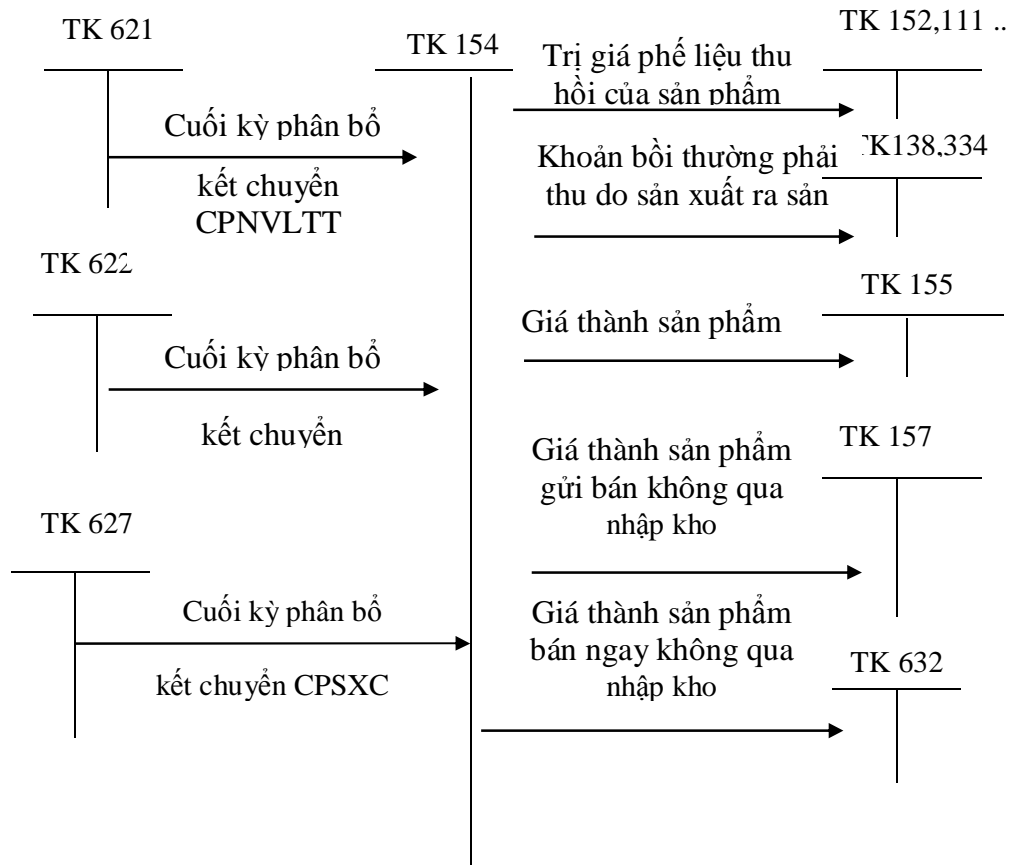 TK 621
TK 154
TK 152,111 ..
Trị giá phế liệu thu
hồi của sản phẩm
Cuối kỳ phân bổ
kết chuyển
CPNVLTT
Khoản bồi thường phải
thu do sản xuất ra sản
TK138,334
TK 622
Cuối kỳ phân bổ
kết chuyển
Giá thành sản phẩm
TK 155
Giá thành sản phẩm
gửi bán không qua
nhập kho
TK 157
TK 627
Cuối kỳ phân bổ
kết chuyển CPSXC
Giá thành sản phẩm
bán ngay không qua
nhập kho
TK 632